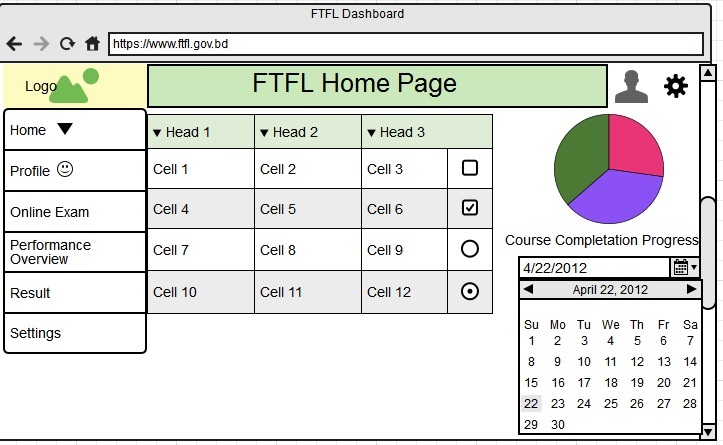 FTFL Dashboard
https://www.ftfl.gov.bd
Logo
FTFL Home Page
Home
Profile
Online Exam
Performance
Overview
Result
Settings
Head 1 Head 2 Head 3
Cell 1 Cell 2 Cell 3
Cell 4 Cell 5 Cell 6
Cell 7 Cell 8 Cell 9
Cell 10 Cell 11 Cell 12
Course Completation Progress
4/22/2012
April 22, 2012
Su Mo Tu We Th Fr Sa
1 2 3 4 5 6 7
8 9 10 11 12 13 14
15 16 17 18 19 20 21
22 23 24 25 26 27 28
29 30